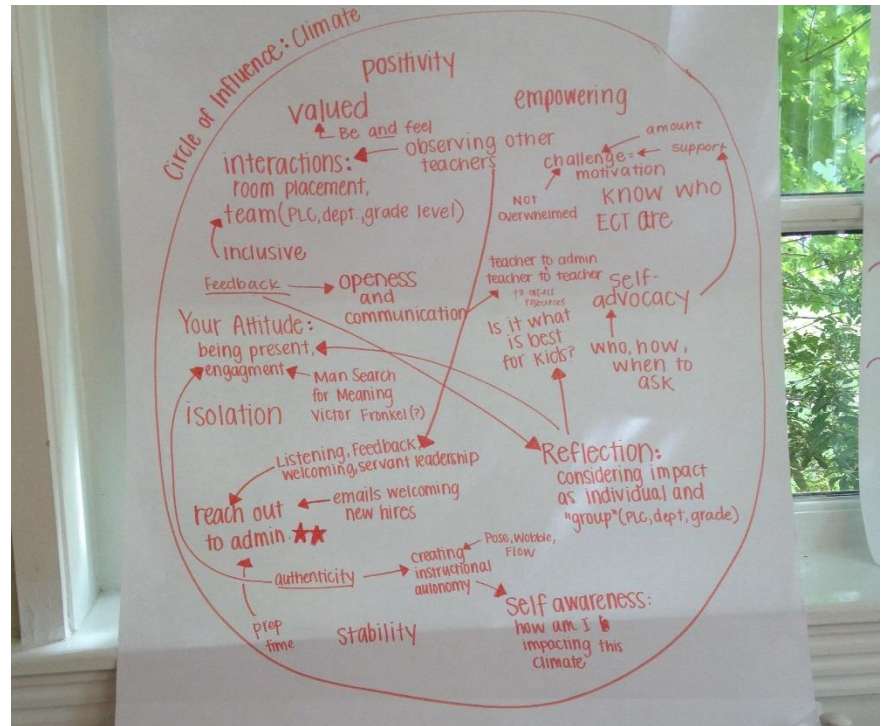 Circle of Influence: Climate
positivity
valued
Be and feel
empowering
interactions:
room placement,
team (PLC, dept, grade level)
inclusive
observing other
teachers
amount
support
challenge =
motivation
Not
overwhelmed
Know who
ECT are
Feedback
openess
and
communication
teacher to admin
teacher to teacher
resources
Is it what
is best
for kids?
self-
advocacy
who, how,
when to
ask
Your Attitude:
being present,
engagment
Man Search
for Meaning
Victor Fronkel(?)
isolation
Listening, Feedback,
welcoming, servant leadership
reach out
to admin.
emails welcoming
new hires
Reflection:
considering impact
as individual and
"group" (PLC, dept, grade)
authenticity
creating
instructional
autonomy
Pose, Wobble,
Flow
prep
time
stability
self awareness:
how am I
impacting this
climate